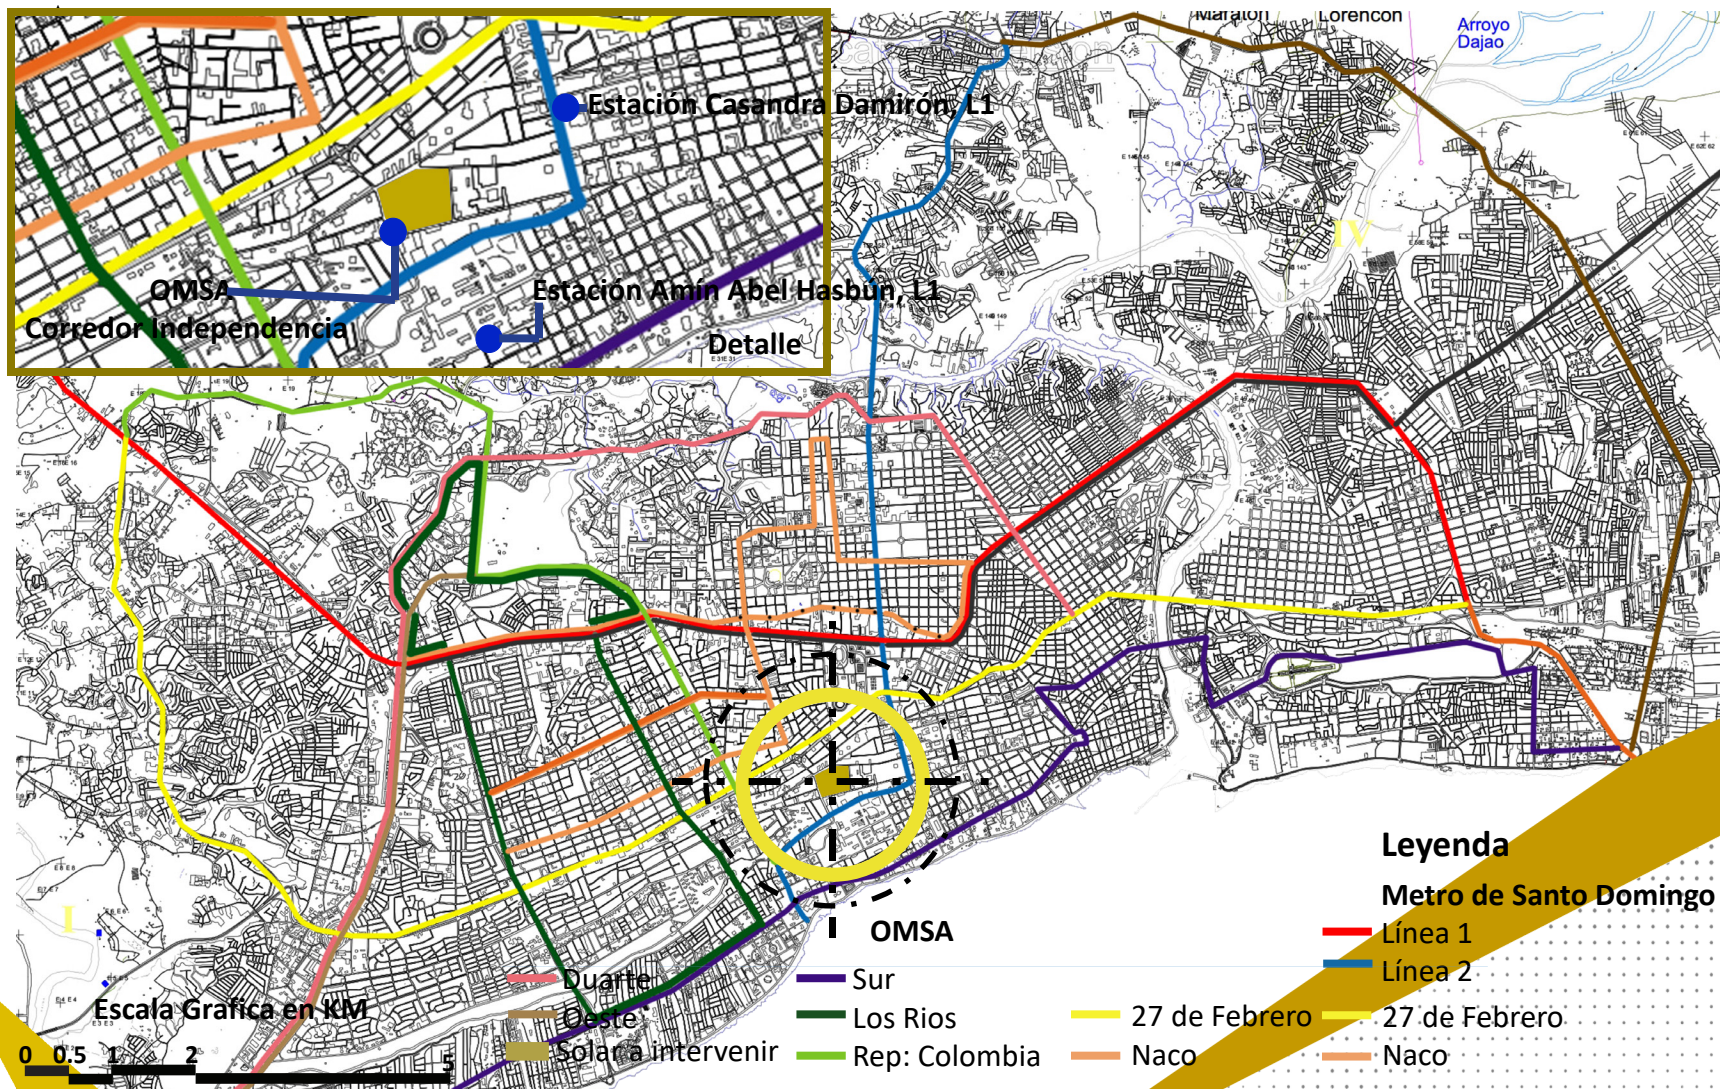 Maraton
Lorencon
Arroyo
Dajao
Estación Casandra Damirón, L1
OMSA
Estación Amin Abel Hasbún, L1
Corredor Independencia
Detalle
IV
I
Leyenda
Metro de Santo Domingo
OMSA
Línea 1
Línea 2
Duarte
Sur
Oeste
Los Rios
27 de Febrero
27 de Febrero
Solar a intervenir
Rep: Colombia
Naco
Naco
Escala Grafica en KM
0 0.5 1 2 5